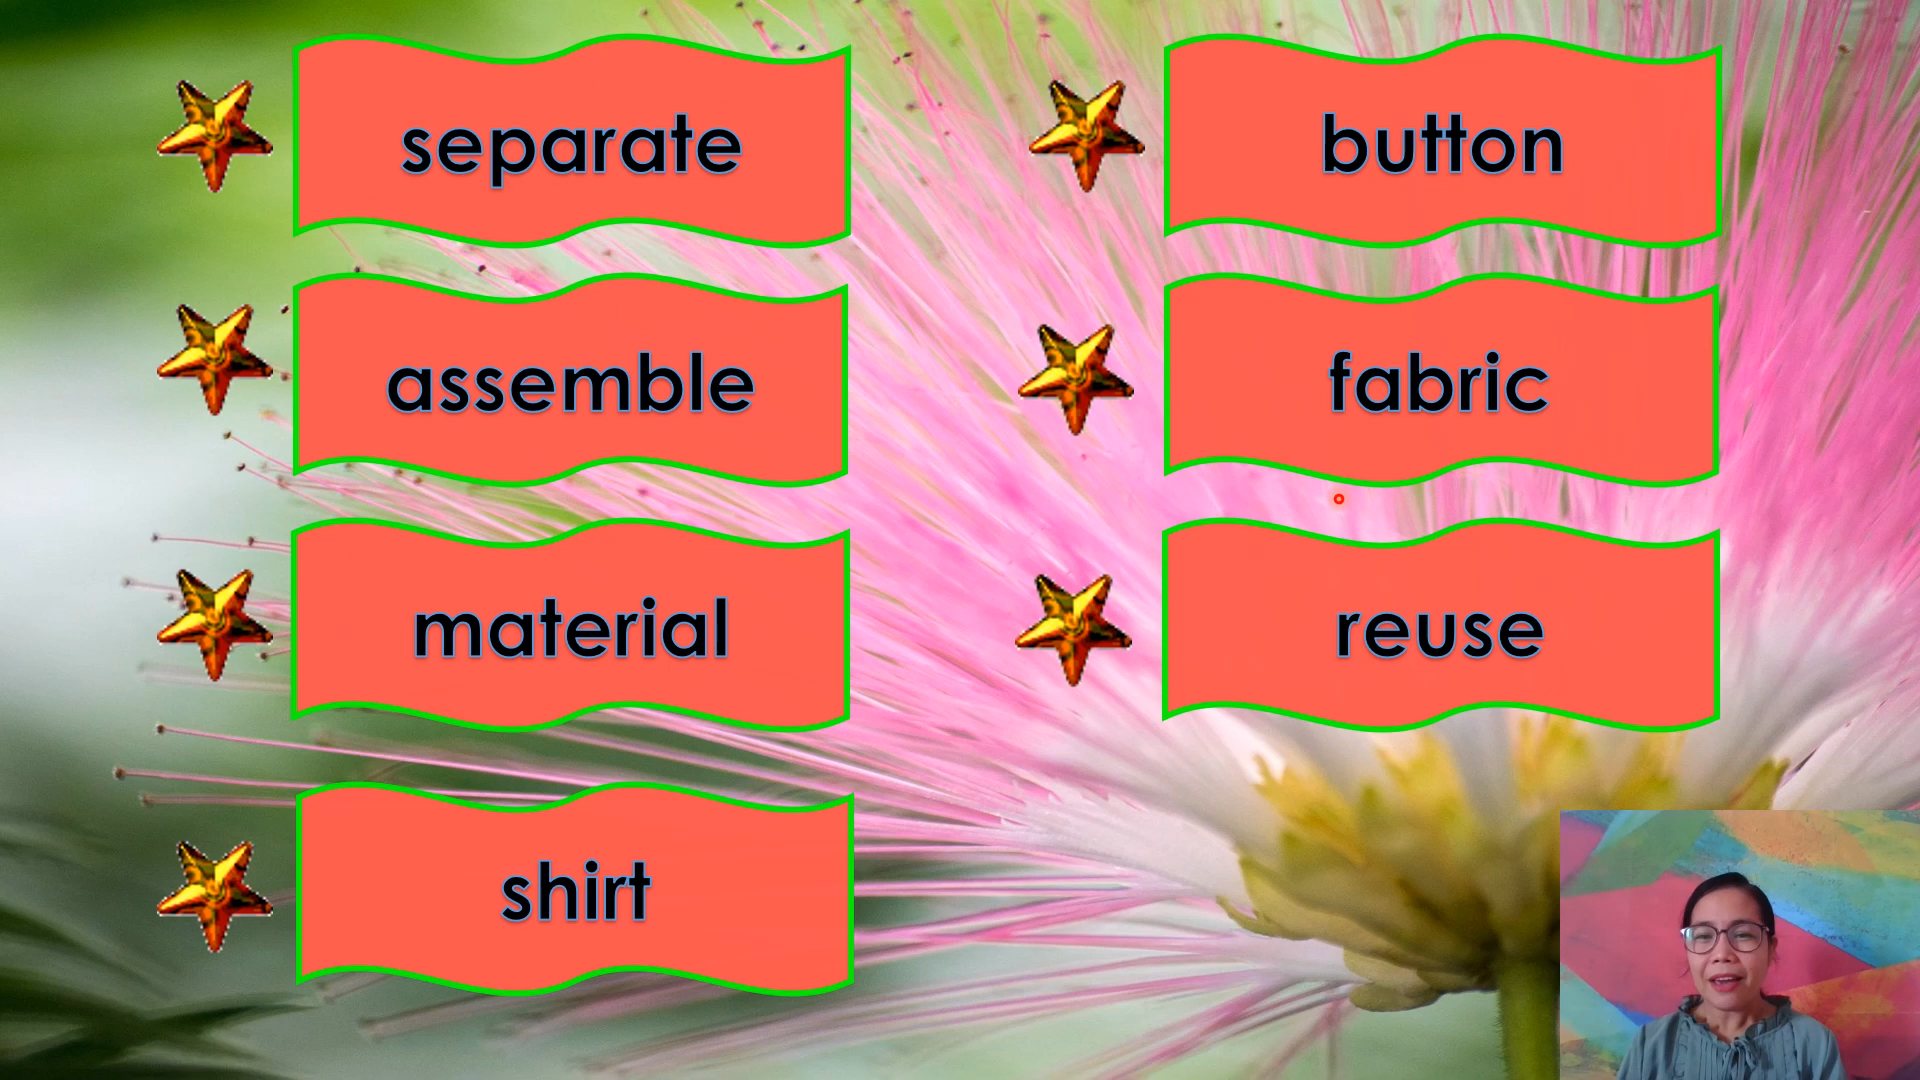 separate
assemble
material
shirt
button
fabric
reuse